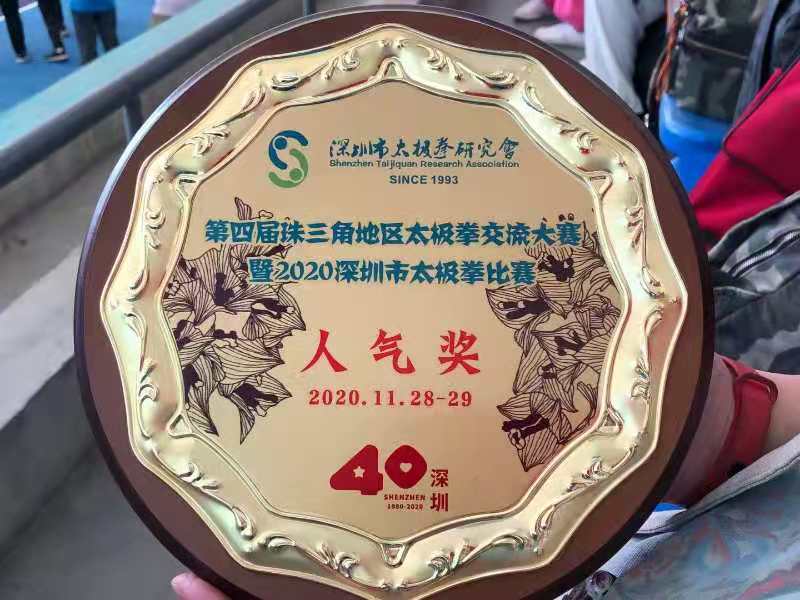 深圳市太极拳研究會
Shenzhen Taijiquan Research Association
SINCE 1993
第四届珠三角地区太极拳交流大赛
暨2020深圳市太极拳比赛
人气奖
2020.11.28-29
40 深圳
SHENZHEN
1980-2020